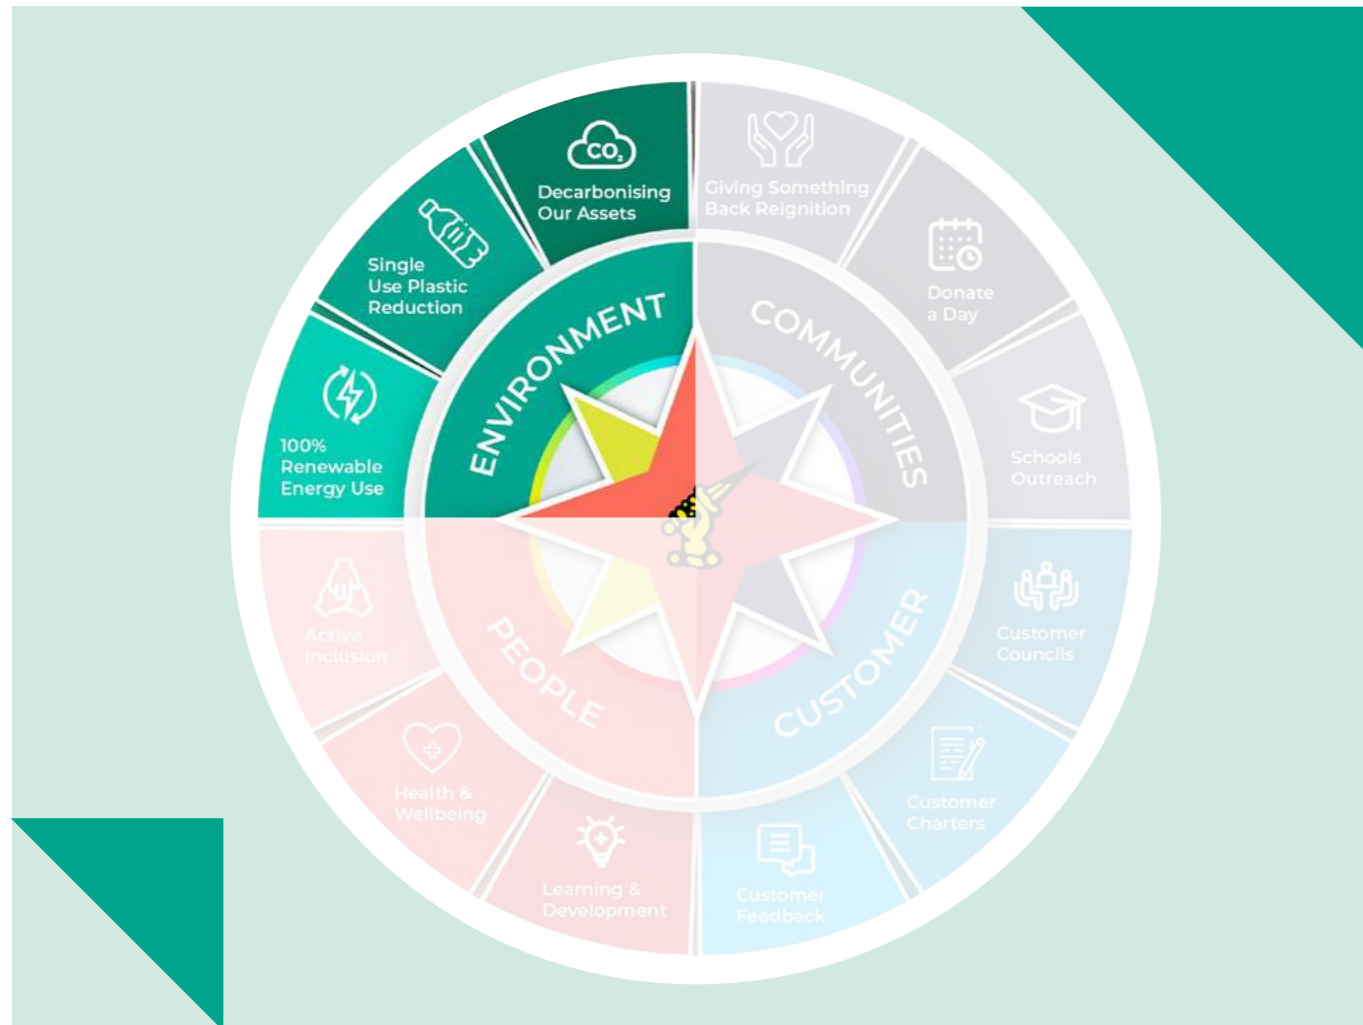 CO₂
Decarbonising
Our Assets
Giving Something
Back Reignition
Single
Use Plastic
Reduction
Donate
a Day
ENVIRONMENT
COMMUNITIES
100%
Renewable
Energy Use
Schools
Outreach
Active
Inclusion
PEOPLE
CUSTOMER
Customer
Councils
Health &
Wellbeing
Customer
Charters
Learning &
Development
Customer
Feedback